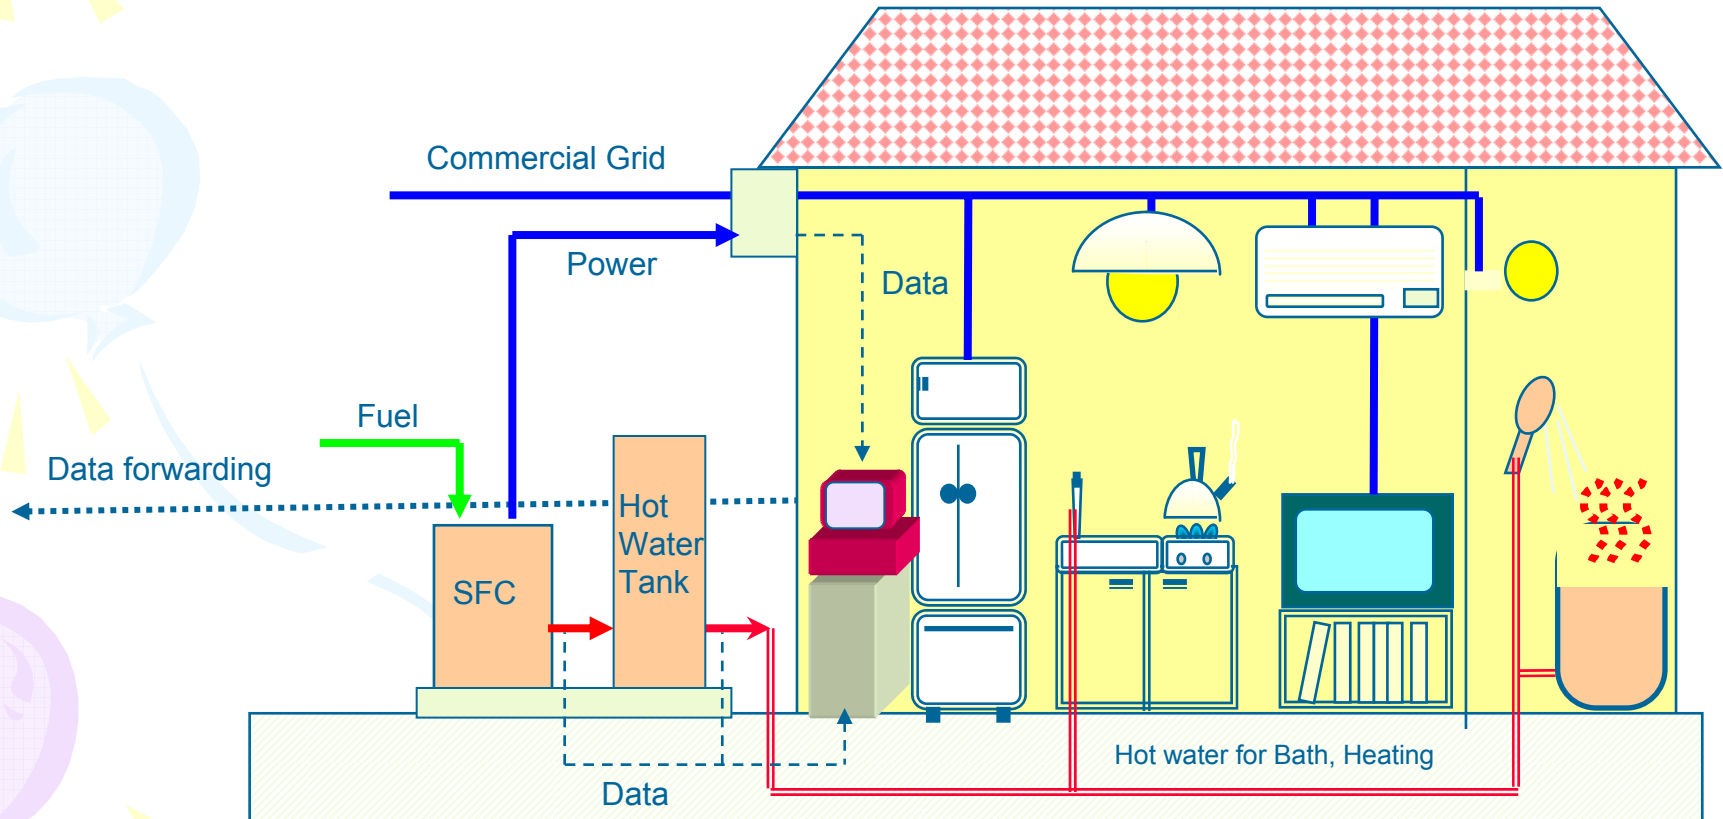 Commercial Grid
Power
Data
Fuel
Data forwarding
Hot
Water
Tank
SFC
Hot water for Bath, Heating
Data